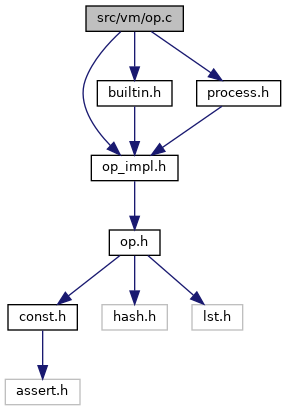 src/vm/op.c
builtin.h
process.h
op_impl.h
op.h
const.h
hash.h
lst.h
assert.h